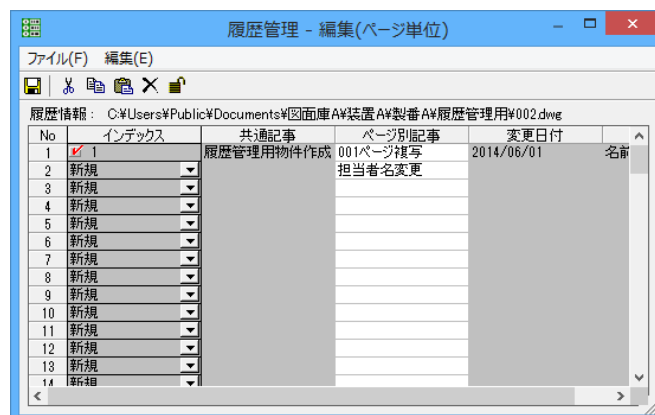 履歴管理 - 編集(ページ単位)
ファイル(F) 編集(E)
履歴情報： C:¥Users¥Public¥Documents¥図面庫A¥装置A¥製番A¥履歴管理用¥002.dwg
No インデックス 共通記事 ページ別記事 変更日付
1 1 履歴管理用物件作成 001ページ複写 2014/06/01 名前
2 新規 担当者名変更
3 新規
4 新規
5 新規
6 新規
7 新規
8 新規
9 新規
10 新規
11 新規
12 新規
13 新規
14 新規